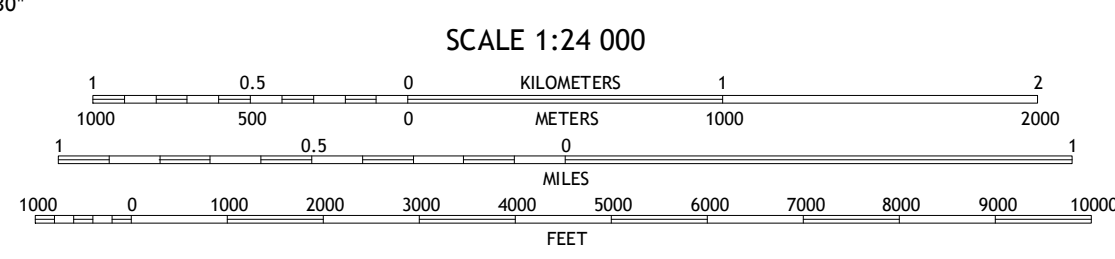 30"
SCALE 1:24 000
1 0.5 0 KILOMETERS 1 2
1000 500 0 METERS 1000 2000
1 0.5 0 1
MILES
1000 0 1000 2000 3000 4000 5000 6000 7000 8000 9000 10000
FEET